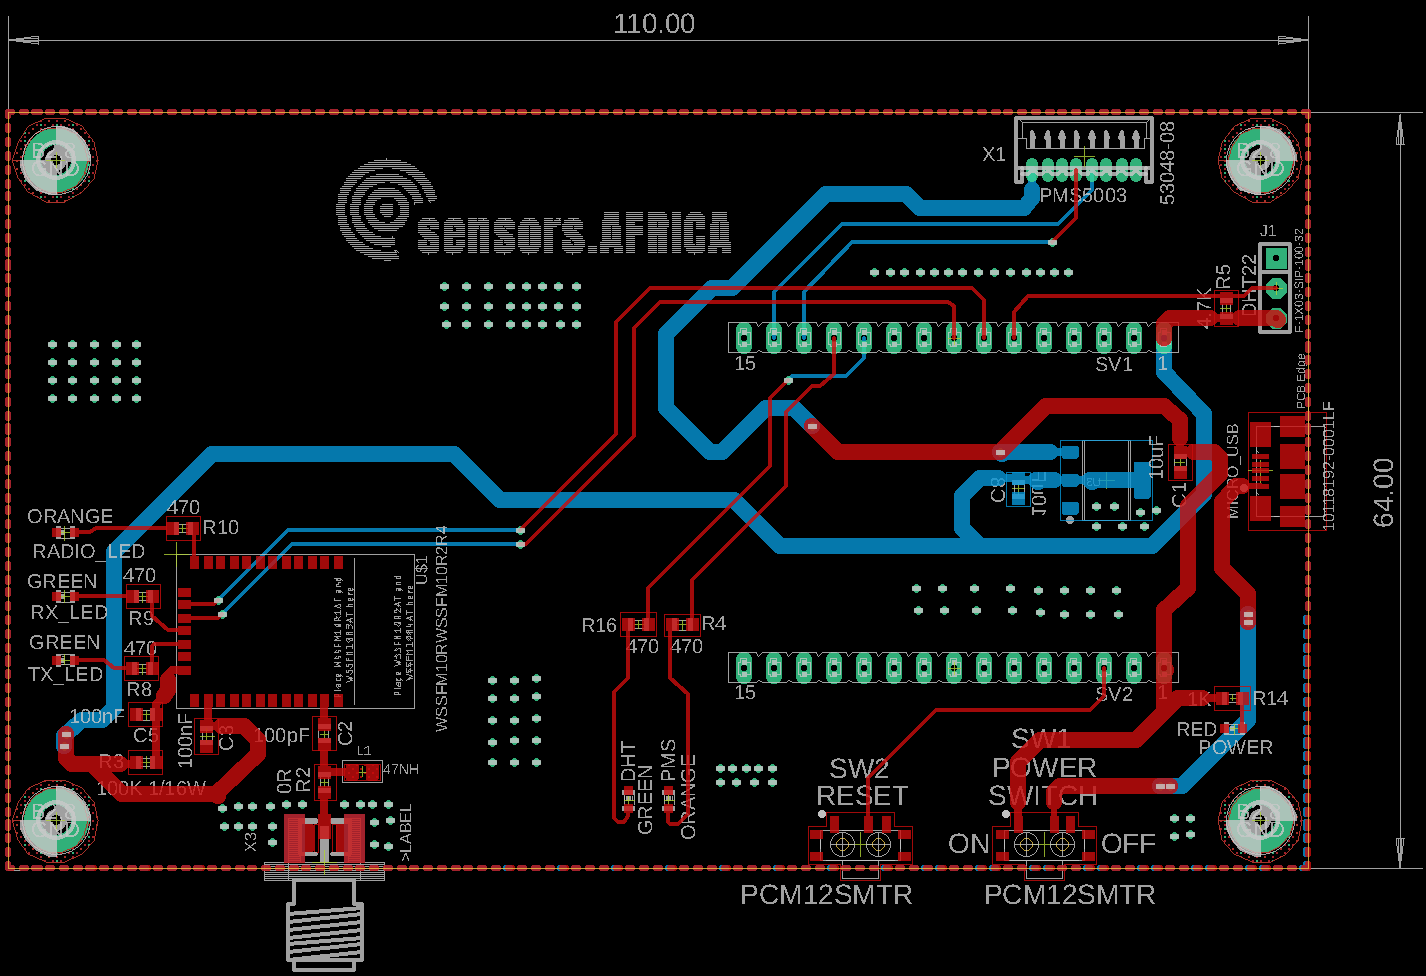 110.00
X1
53048-08
PMS5003
sensors.AFRICA
J1
F-1X03-SIP-100-32
DHT22
R5
4.7K
15
SV1
1
PCB Edge
10118192-0001LF
MICRO_USB
10uF
C1
C8
64.00
470
ORANGE
R10
RADIO_LED
470
GREEN
RX_LED
R9
GREEN
470
TX_LED
R8
100nF
C5
100nF
C3
R3
100K 1/16W
100pF
C2
L1
47NH
0R
R2
X3
>LABEL
U$1
WSSFM10RWSSFM10R2R4
R16
R4
470
470
DHT
GREEN
PMS
ORANGE
15
SV2
1
1K
R14
RED
POWER
SW1
POWER
SWITCH
SW2
RESET
ON
OFF
PCM12SMTR
PCM12SMTR